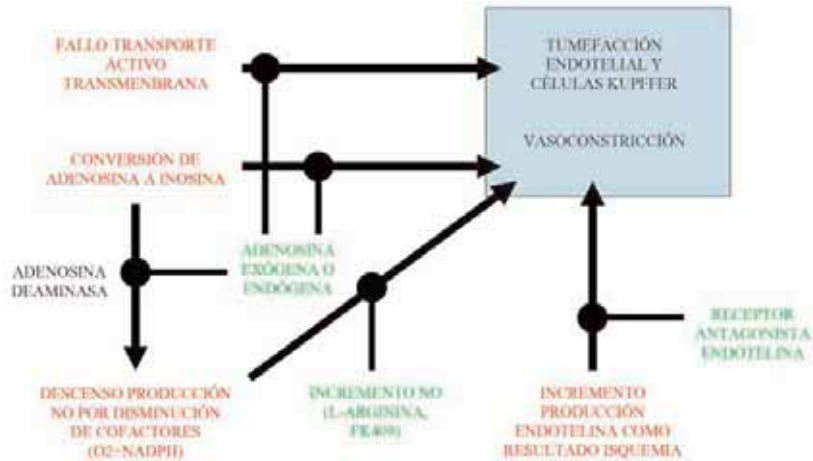 FALLO TRANSPORTE
ACTIVO
TRANSMENBRANA
TUMEFACCIÓN
ENDOTELIAL Y
CÉLULAS KUPFFER
VASOCONSTRICCIÓN
CONVERSIÓN DE
ADENOSINA A INOSINA
ADENOSINA
DEAMINASA
ADENOSINA
EXÓGENA O
ENDÓGENA
RECEPTOR
ANTAGONISTA
ENDOTELINA
DESCENSO PRODUCCIÓN
NO POR DISMINUCIÓN
DE COFACTORES
(O2+NADPH)
INCREMENTO NO
(L-ARGININA,
FK409)
INCREMENTO
PRODUCCIÓN
ENDOTELINA COMO
RESULTADO ISQUEMIA